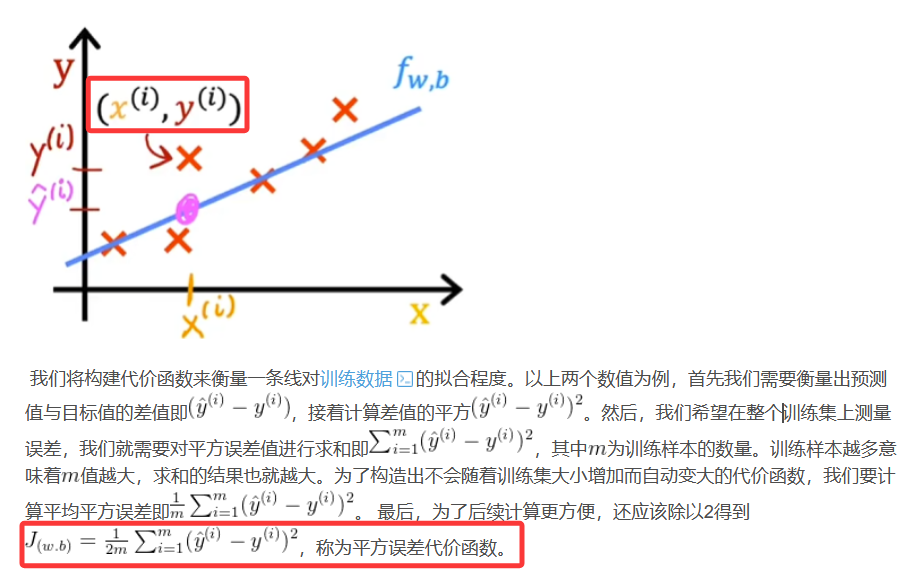 y
f_{w,b}
(x^{(i)}, y^{(i)})
y^{(i)}
ŷ^{(i)}
x^{(i)}
x
我们将构建代价函数来衡量一条线对训练数据的拟合程度。以上两个数值为例，首先我们需要衡量出预测
值与目标值的差值即(ŷ^{(i)} − y^{(i)})，接着计算差值的平方(ŷ^{(i)} − y^{(i)})^2。然后，我们希望在整个训练集上测量
误差，我们就需要对平方误差值进行求和即∑_{i=1}^{m}(ŷ^{(i)} − y^{(i)})^2，其中m为训练样本的数量。训练样本越多意
味着m值越大，求和的结果也就越大。为了构造出不会随着训练集大小增加而自动变大的代价函数，我们要计
算平均平方误差即\frac{1}{m}∑_{i=1}^{m}(ŷ^{(i)} − y^{(i)})^2。 最后，为了后续计算更方便，还应该除以2得到
J_{(w.b)} = \frac{1}{2m}∑_{i=1}^{m}(ŷ^{(i)} − y^{(i)})^2，称为平方误差代价函数。